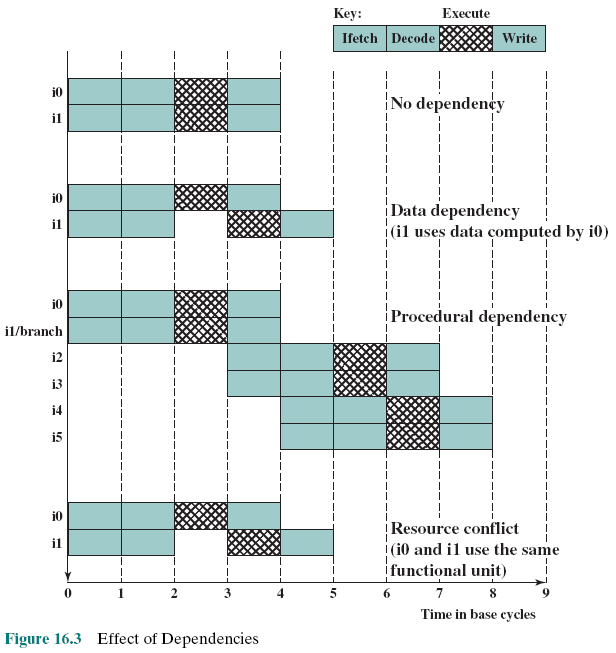 Key: Execute
Ifetch Decode Write
i0
i1
No dependency
i0
i1
Data dependency
(i1 uses data computed by i0)
i0
i1/branch
i2
i3
i4
i5
Procedural dependency
i0
i1
Resource conflict
(i0 and i1 use the same
functional unit)
0 1 2 3 4 5 6 7 8 9
Time in base cycles
Figure 16.3 Effect of Dependencies